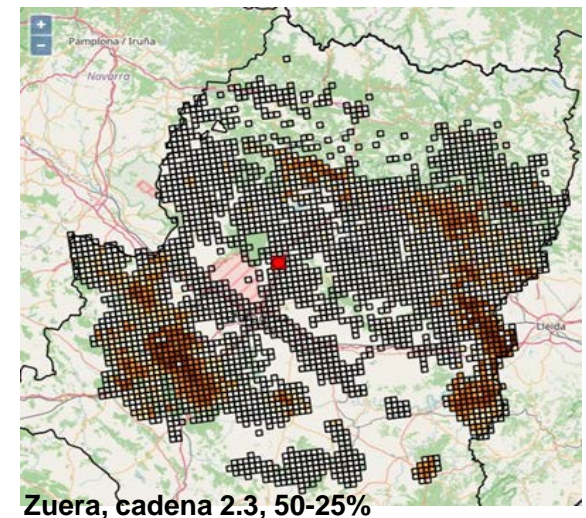 +
Pamplona / Iruña
−
Navarra
Lleida
Zuera, cadena 2.3, 50-25%